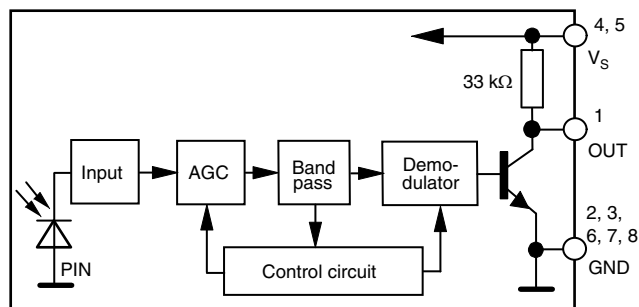 4, 5
V_S
33 kΩ
1
OUT
Input
AGC
Band
pass
Demo-
dulator
2, 3,
6, 7, 8
GND
PIN
Control circuit